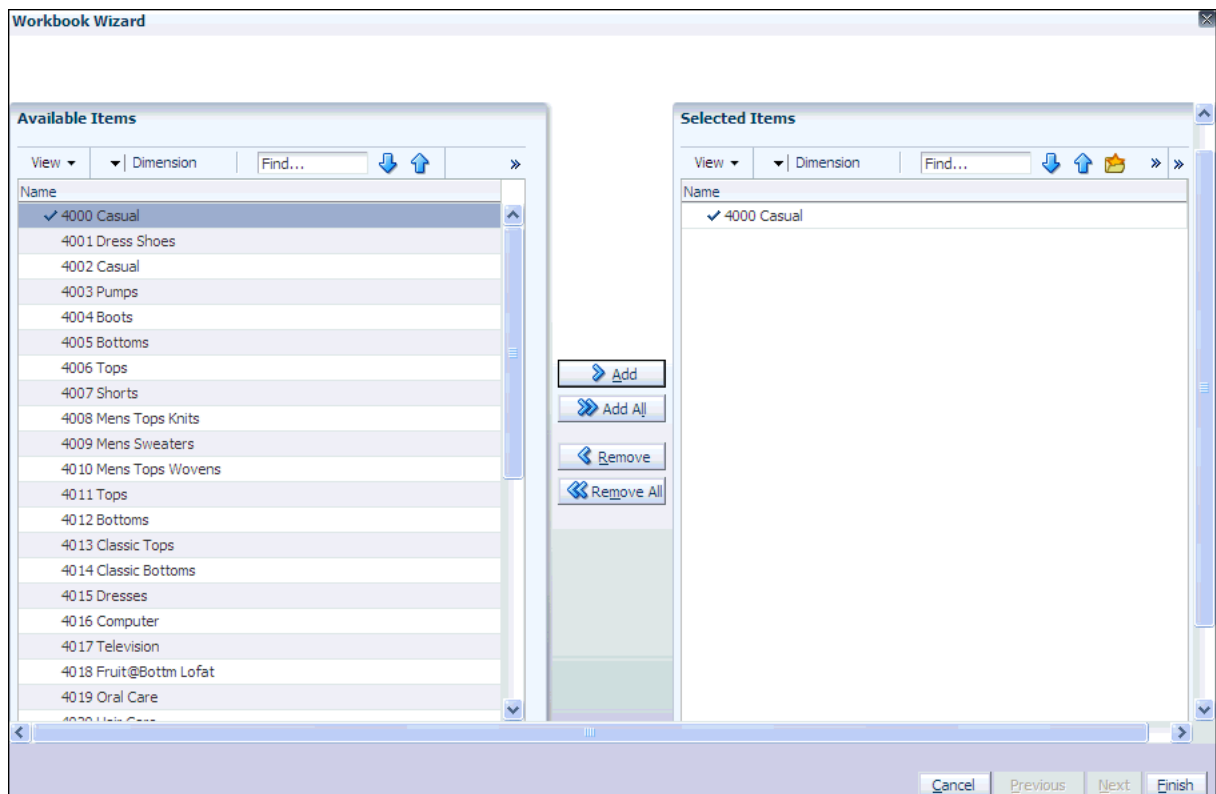 Workbook Wizard
Available Items
View Dimension Find... »
Name
4000 Casual
4001 Dress Shoes
4002 Casual
4003 Pumps
4004 Boots
4005 Bottoms
4006 Tops
4007 Shorts
4008 Mens Tops Knits
4009 Mens Sweaters
4010 Mens Tops Wovens
4011 Tops
4012 Bottoms
4013 Classic Tops
4014 Classic Bottoms
4015 Dresses
4016 Computer
4017 Television
4018 Fruit@Bottm Lofat
4019 Oral Care
4020 Hair Care
Add
Add All
Remove
Remove All
Selected Items
View Dimension Find... » »
Name
4000 Casual
Cancel Previous Next Finish